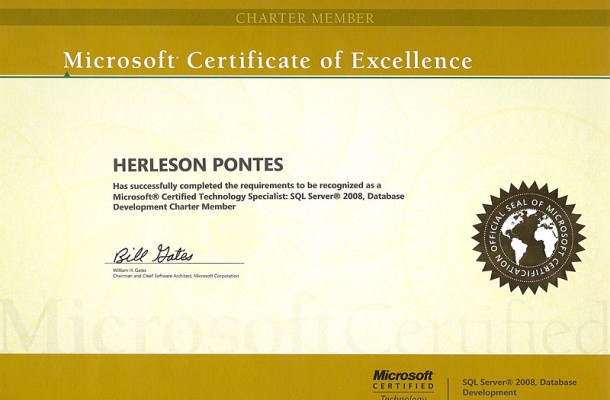 CHARTER MEMBER
Microsoft® Certificate of Excellence
HERLESON PONTES
Has successfully completed the requirements to be recognized as a
Microsoft® Certified Technology Specialist: SQL Server® 2008, Database
Development Charter Member
OFFICIAL SEAL OF MICROSOFT CERTIFICATION
Bill Gates
William H. Gates
Chairman and Chief Software Architect, Microsoft Corporation
Microsoft Certified
Microsoft
CERTIFIED
Technology
SQL Server® 2008, Database
Development